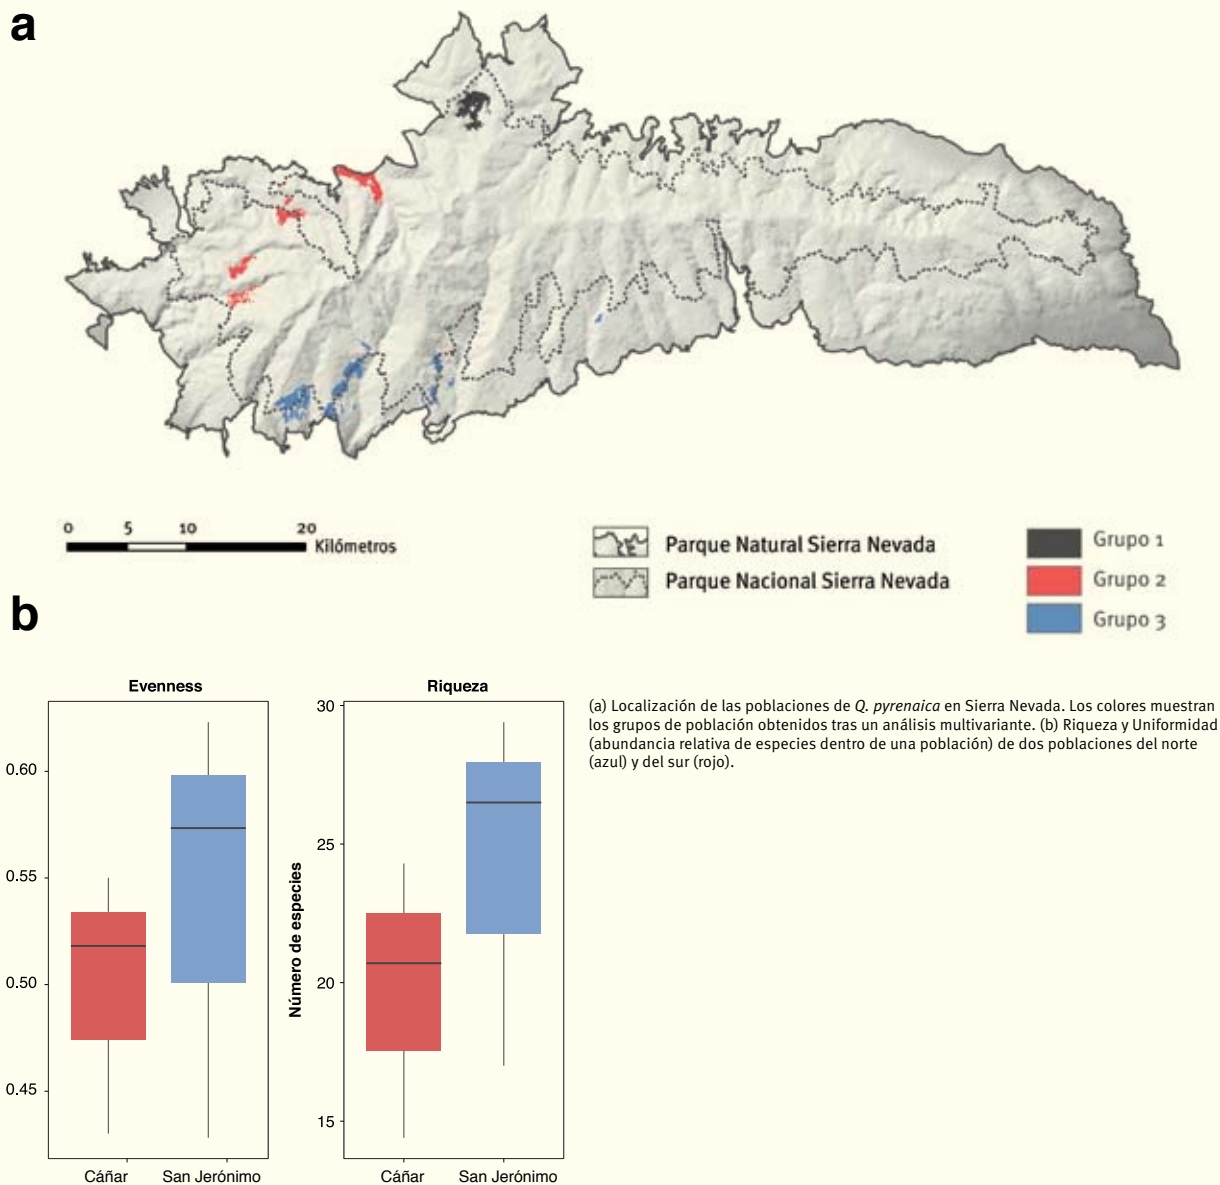 a
0 5 10 20
Kilómetros
Parque Natural Sierra Nevada
Parque Nacional Sierra Nevada
Grupo 1
Grupo 2
Grupo 3
b
Evenness
0.60
0.55
0.50
0.45
Cáñar San Jerónimo
Riqueza
Número de especies
30
25
20
15
Cáñar San Jerónimo
(a) Localización de las poblaciones de Q. pyrenaica en Sierra Nevada. Los colores muestran
los grupos de población obtenidos tras un análisis multivariante. (b) Riqueza y Uniformidad
(abundancia relativa de especies dentro de una población) de dos poblaciones del norte
(azul) y del sur (rojo).